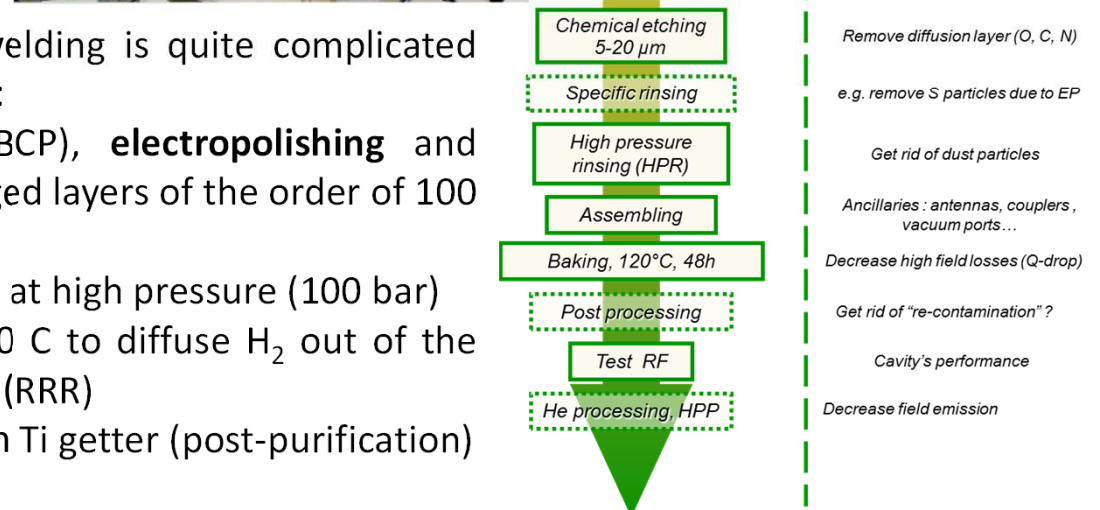 velding is quite complicated
:
BCP), electropolishing and
ged layers of the order of 100
at high pressure (100 bar)
0 C to diffuse H₂ out of the
(RRR)
n Ti getter (post-purification)
Chemical etching
5-20 µm
Remove diffusion layer (O, C, N)
Specific rinsing
e.g. remove S particles due to EP
High pressure
rinsing (HPR)
Get rid of dust particles
Assembling
Ancillaries : antennas, couplers ,
vacuum ports…
Baking, 120°C, 48h
Decrease high field losses (Q-drop)
Post processing
Get rid of “re-contamination” ?
Test RF
Cavity’s performance
He processing, HPP
Decrease field emission